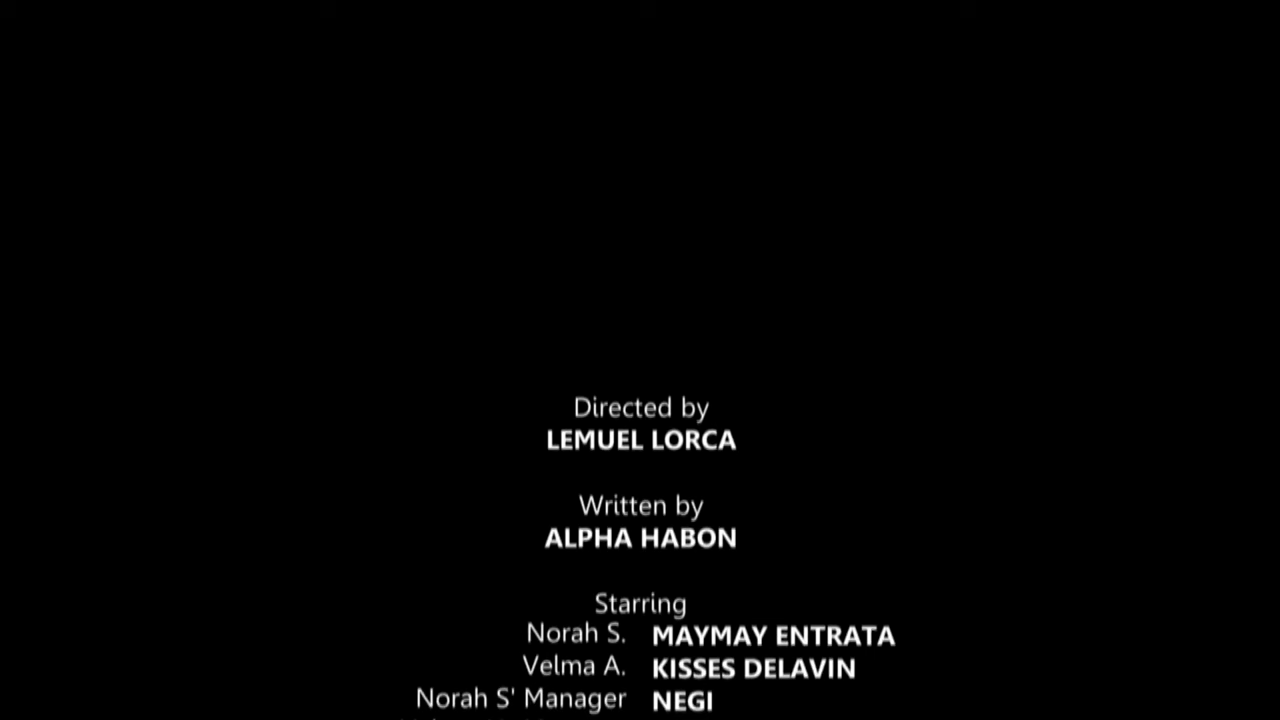 Directed by
LEMUEL LORCA
Written by
ALPHA HABON
Starring
Norah S. MAYMAY ENTRATA
Velma A. KISSES DELAVIN
Norah S' Manager NEGI